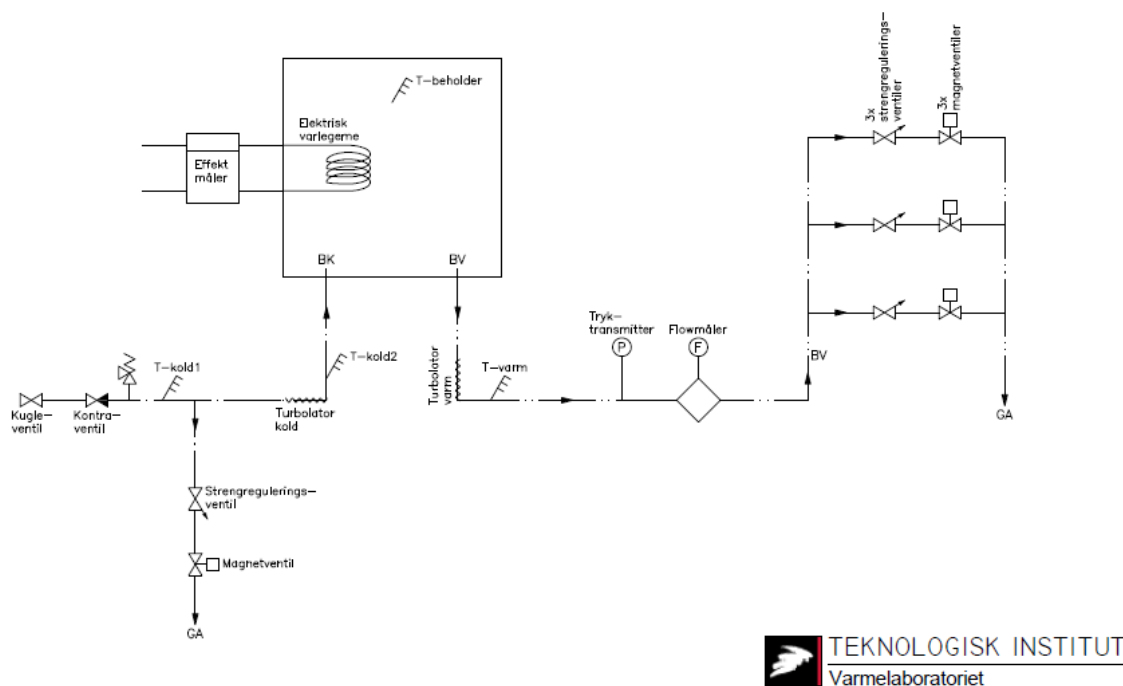 T-beholder
Elektrisk
varlegeme
Effekt
måler
BK
BV
3x
strengregulerings-
ventiler
3x
magnetventiler
Tryk-
transmitter
P
Flowmåler
F
T-kold1
T-kold2
Turbolator
varm
T-varm
BV
Kugle-
ventil
Kontra-
ventil
Turbolator
kold
GA
Strengregulerings-
ventil
Magnetventil
GA
TEKNOLOGISK INSTITUT
Varmelaboratoriet